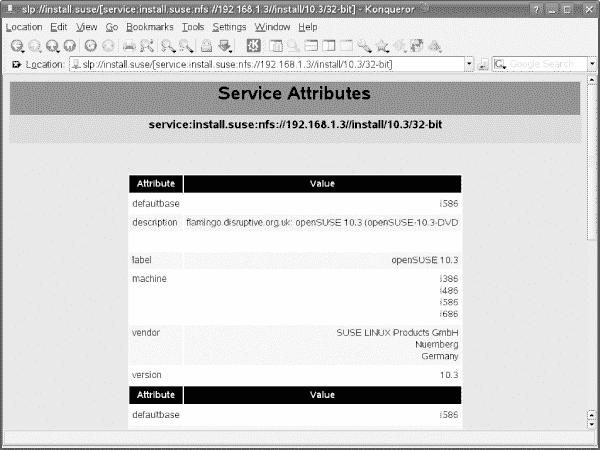 slp://install.suse/[service:install.suse:nfs://192.168.1.3//install/10.3/32-bit] - Konqueror
Location Edit View Go Bookmarks Tools Settings Window Help
Location: slp://install.suse/[service:install.suse:nfs://192.168.1.3//install/10.3/32-bit] Google Search
Service Attributes
service:install.suse:nfs://192.168.1.3//install/10.3/32-bit
Attribute Value
defaultbase i586
description flamingo.disruptive.org.uk: openSUSE 10.3 (openSUSE-10.3-DVD
label openSUSE 10.3
machine i386
i486
i586
i686
vendor SUSE LINUX Products GmbH
Nuernberg
Germany
version 10.3
Attribute Value
defaultbase i586